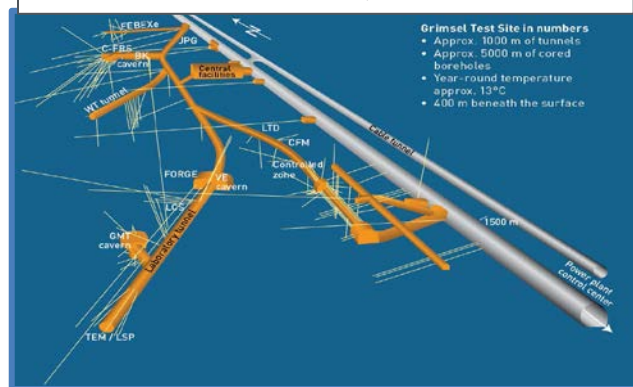 N
FEBEXe
JPG
C-FRS
BK
cavern
Central
facilities
WT tunnel
Grimsel Test Site in numbers
• Approx. 1000 m of tunnels
• Approx. 5000 m of cored
boreholes
• Year-round temperature
approx. 13°C
• 400 m beneath the surface
Cable tunnel
LTD
CFM
Controlled
zone
FORGE
VE
cavern
LCS
GMT
cavern
Laboratory tunnel
1500 m
Power plant
control center
TEM / LSP